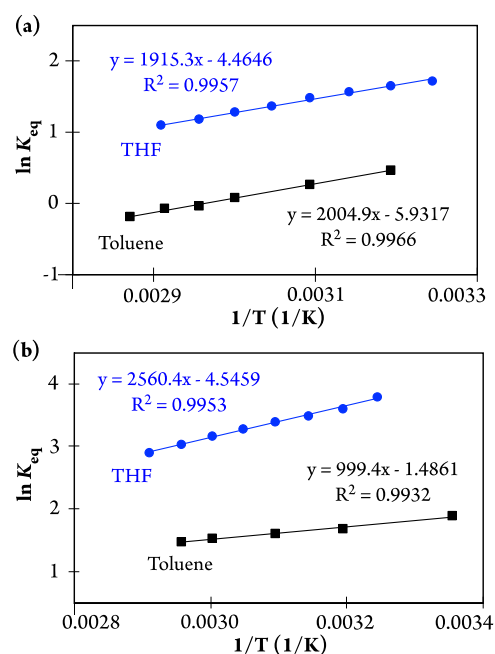 (a)
2
y = 1915.3x - 4.4646
R² = 0.9957
1
THF
ln Keq
0
y = 2004.9x - 5.9317
Toluene
R² = 0.9966
-1
0.0029
0.0031
0.0033
1/T (1/K)
(b)
4
y = 2560.4x - 4.5459
R² = 0.9953
3
THF
ln Keq
y = 999.4x - 1.4861
R² = 0.9932
2
Toluene
1
0.0028
0.0030
0.0032
0.0034
1/T (1/K)